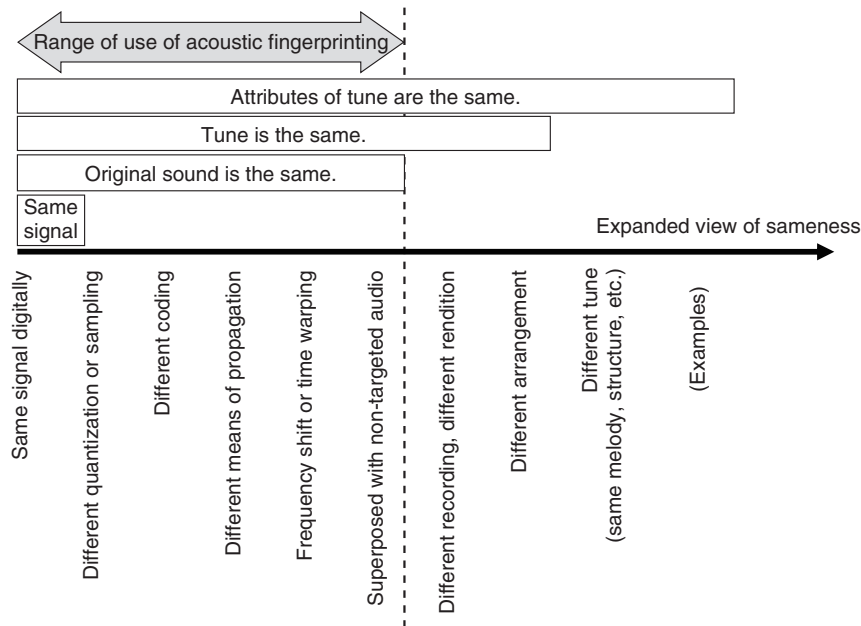 Range of use of acoustic fingerprinting
Attributes of tune are the same.
Tune is the same.
Original sound is the same.
Same
signal
Expanded view of sameness
Same signal digitally
Different quantization or sampling
Different coding
Different means of propagation
Frequency shift or time warping
Superposed with non-targeted audio
Different recording, different rendition
Different arrangement
Different tune
(same melody, structure, etc.)
(Examples)